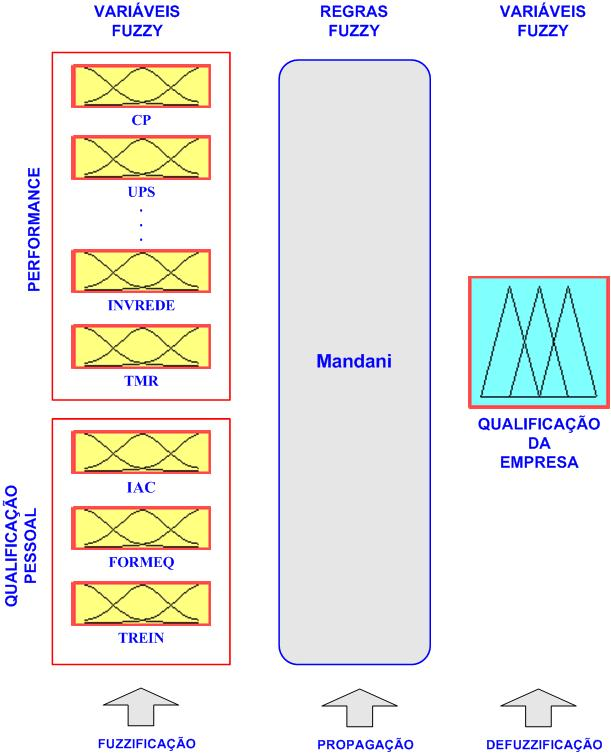 VARIÁVEIS
FUZZY
REGRAS
FUZZY
VARIÁVEIS
FUZZY
PERFORMANCE
CP
UPS
.
.
.
INVREDE
TMR
QUALIFICAÇÃO
PESSOAL
IAC
FORMEQ
TREIN
Mandani
QUALIFICAÇÃO
DA
EMPRESA
FUZZIFICAÇÃO
PROPAGAÇÃO
DEFUZZIFICAÇÃO